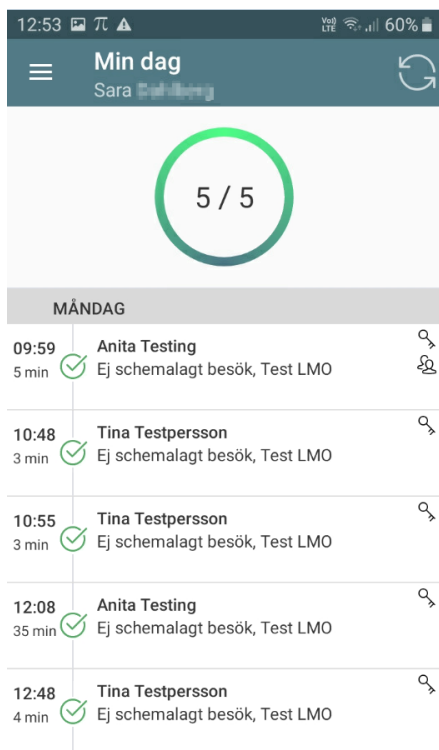 12:53 π Vo)) LTE 60%
Min dag
Sara
5 / 5
MÅNDAG
09:59 Anita Testing
5 min Ej schemalagt besök, Test LMO
10:48 Tina Testpersson
3 min Ej schemalagt besök, Test LMO
10:55 Tina Testpersson
3 min Ej schemalagt besök, Test LMO
12:08 Anita Testing
35 min Ej schemalagt besök, Test LMO
12:48 Tina Testpersson
4 min Ej schemalagt besök, Test LMO